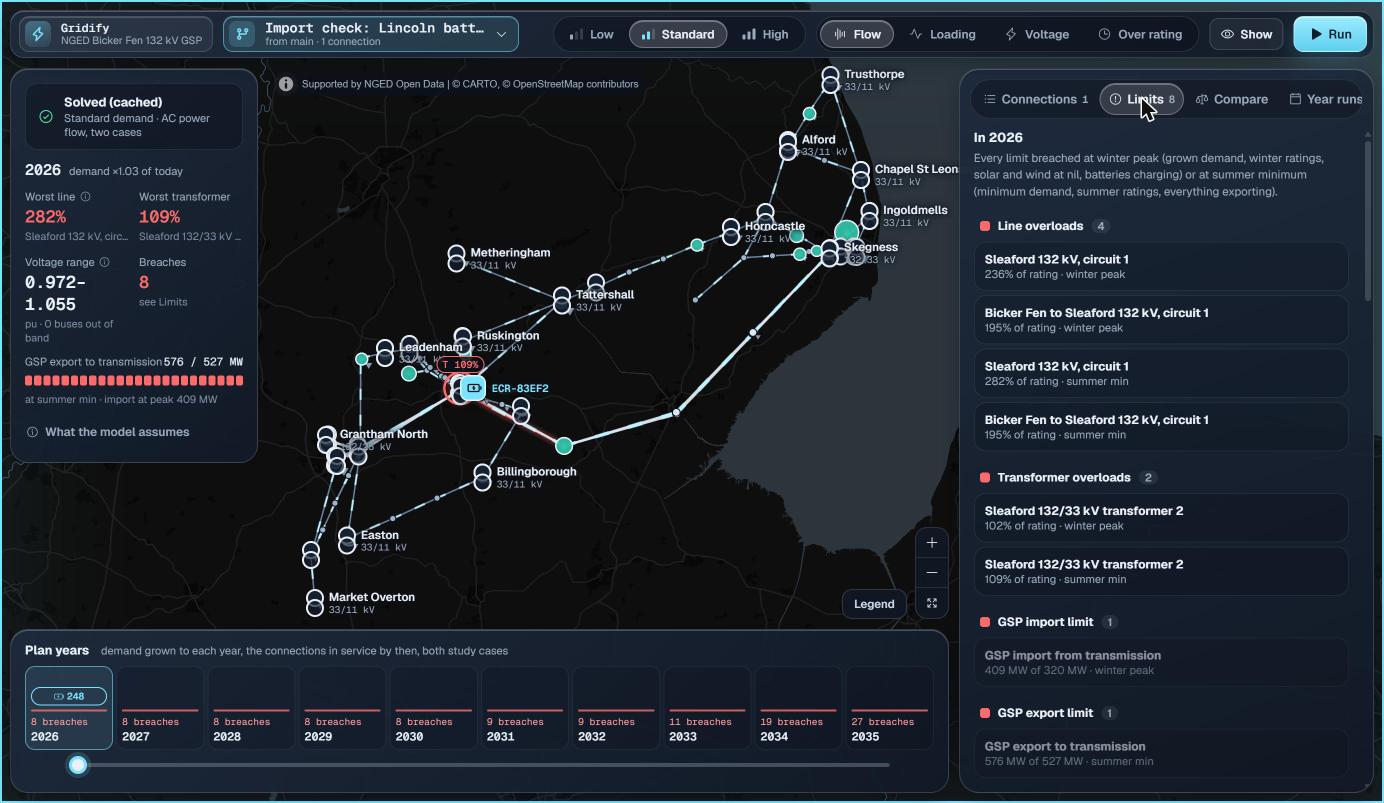 Gridify
NGED Bicker Fen 132 kV GSP
Import check: Lincoln batt…
from main · 1 connection
Low
Standard
High
Flow
Loading
Voltage
Over rating
Show
Run
Solved (cached)
Standard demand · AC power
flow, two cases
2026 demand ×1.03 of today
Worst line
282%
Sleaford 132 kV, circ…
Worst transformer
109%
Sleaford 132/33 kV …
Voltage range
0.972–
1.055
pu · 0 buses out of
band
Breaches
8
see Limits
GSP export to transmission 576 / 527 MW
at summer min · import at peak 409 MW
What the model assumes
Supported by NGED Open Data | © CARTO, © OpenStreetMap contributors
Trusthorpe
33/11 kV
Alford
33/11 kV
Chapel St Leon
33/11 kV
Ingoldmells
33/11 kV
Horncastle
33/11 kV
Skegness
132/33 kV
Metheringham
33/11 kV
Tattershall
33/11 kV
Ruskington
33/11 kV
Leadenham
33/11 kV
T 109%
ECR-83EF2
Grantham North
Billingborough
33/11 kV
Easton
33/11 kV
Market Overton
33/11 kV
+
−
Legend
Connections 1
Limits 8
Compare
Year runs
In 2026
Every limit breached at winter peak (grown demand, winter ratings,
solar and wind at nil, batteries charging) or at summer minimum
(minimum demand, summer ratings, everything exporting).
Line overloads 4
Sleaford 132 kV, circuit 1
236% of rating · winter peak
Bicker Fen to Sleaford 132 kV, circuit 1
195% of rating · winter peak
Sleaford 132 kV, circuit 1
282% of rating · summer min
Bicker Fen to Sleaford 132 kV, circuit 1
195% of rating · summer min
Transformer overloads 2
Sleaford 132/33 kV transformer 2
102% of rating · winter peak
Sleaford 132/33 kV transformer 2
109% of rating · summer min
GSP import limit 1
GSP import from transmission
409 MW of 320 MW · winter peak
GSP export limit 1
GSP export to transmission
576 MW of 527 MW · summer min
Plan years demand grown to each year, the connections in service by then, both study cases
248
8 breaches
2026
8 breaches
2027
8 breaches
2028
8 breaches
2029
8 breaches
2030
9 breaches
2031
9 breaches
2032
11 breaches
2033
19 breaches
2034
27 breaches
2035